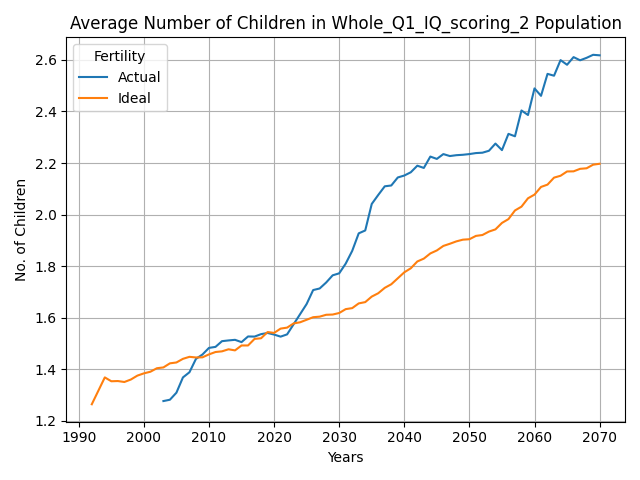 Average Number of Children in Whole_Q1_IQ_scoring_2 Population
Fertility
Actual
Ideal
No. of Children
2.6
2.4
2.2
2.0
1.8
1.6
1.4
1.2
1990 2000 2010 2020 2030 2040 2050 2060 2070
Years